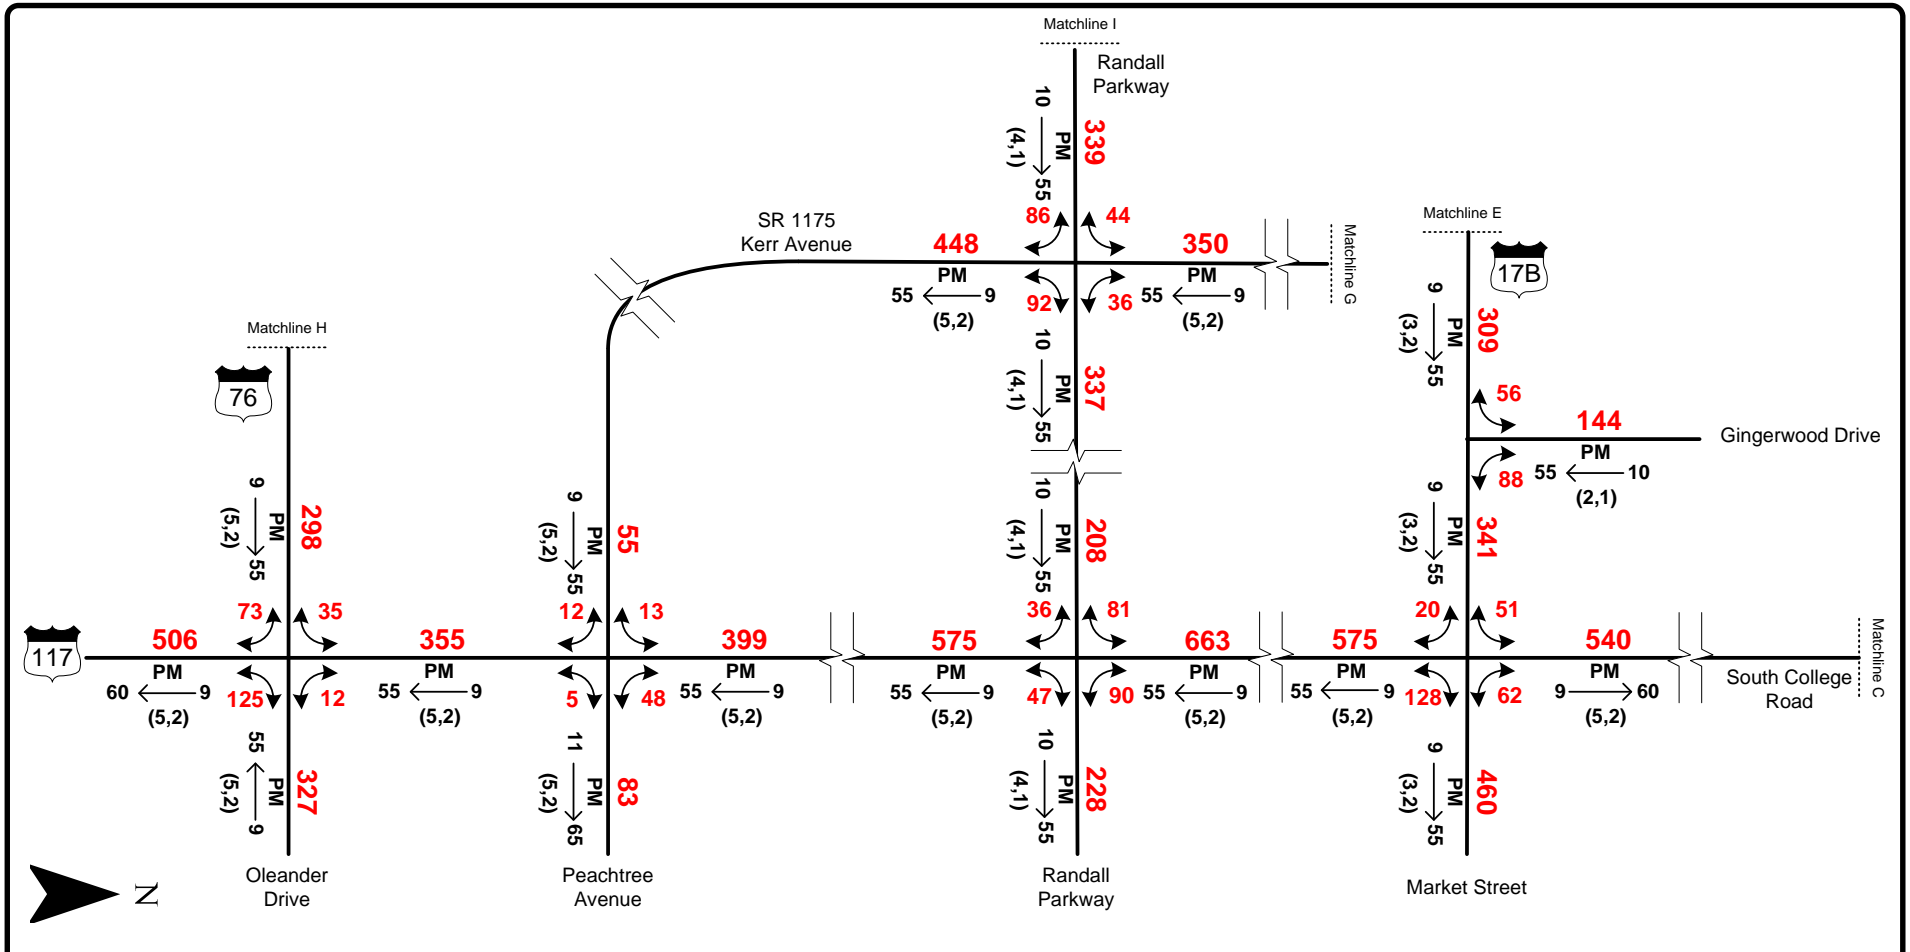 Matchline I
Randall
Parkway
10
PM
(4,1)
55
339
86
44
SR 1175
Kerr Avenue
448
PM
55
9
(5,2)
350
PM
55
9
(5,2)
Matchline G
92
36
10
PM
(4,1)
55
337
Matchline E
17B
9
PM
(3,2)
55
309
56
144
PM
55
10
(2,1)
Gingerwood Drive
88
Matchline H
76
9
PM
(5,2)
55
298
9
PM
(5,2)
55
55
10
PM
(4,1)
55
208
9
PM
(3,2)
55
341
117
506
PM
60
9
(5,2)
73
35
125
12
355
PM
55
9
(5,2)
12
13
5
48
399
PM
55
9
(5,2)
575
PM
55
9
(5,2)
36
81
47
90
663
PM
55
9
(5,2)
575
PM
55
9
(5,2)
20
51
128
62
540
PM
9
60
(5,2)
South College
Road
Matchline C
55
PM
(5,2)
9
327
11
PM
(5,2)
65
83
10
PM
(4,1)
55
228
9
PM
(3,2)
55
460
N
Oleander
Drive
Peachtree
Avenue
Randall
Parkway
Market Street